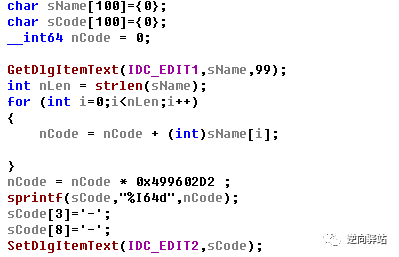 char sName[100]={0};
char sCode[100]={0};
__int64 nCode = 0;
GetDlgItemText(IDC_EDIT1,sName,99);
int nLen = strlen(sName);
for (int i=0;i<nLen;i++)
{
nCode = nCode + (int)sName[i];
}
nCode = nCode * 0x499602D2 ;
sprintf(sCode,"%I64d",nCode);
sCode[3]='-';
sCode[8]='-';
SetDlgItemText(IDC_EDIT2,sCode);
逆向驿站